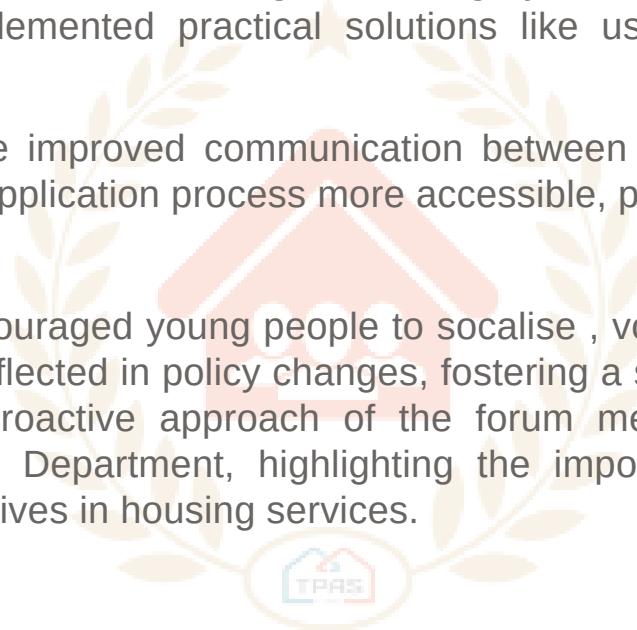 lemented practical solutions like us
e improved communication between
pplication process more accessible, p
ouraged young people to socalise , vo
flected in policy changes, fostering a s
roactive approach of the forum me
Department, highlighting the impo
ives in housing services.
TPAS